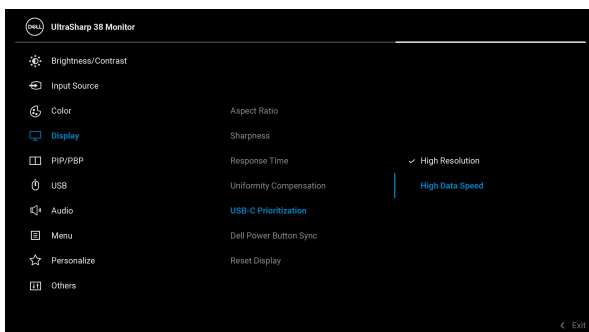 DELL UltraSharp 38 Monitor
Brightness/Contrast
Input Source
Color
Display
PIP/PBP
USB
Audio
Menu
Personalize
Others
Aspect Ratio
Sharpness
Response Time
Uniformity Compensation
USB-C Prioritization
Dell Power Button Sync
Reset Display
High Resolution
High Data Speed
Exit